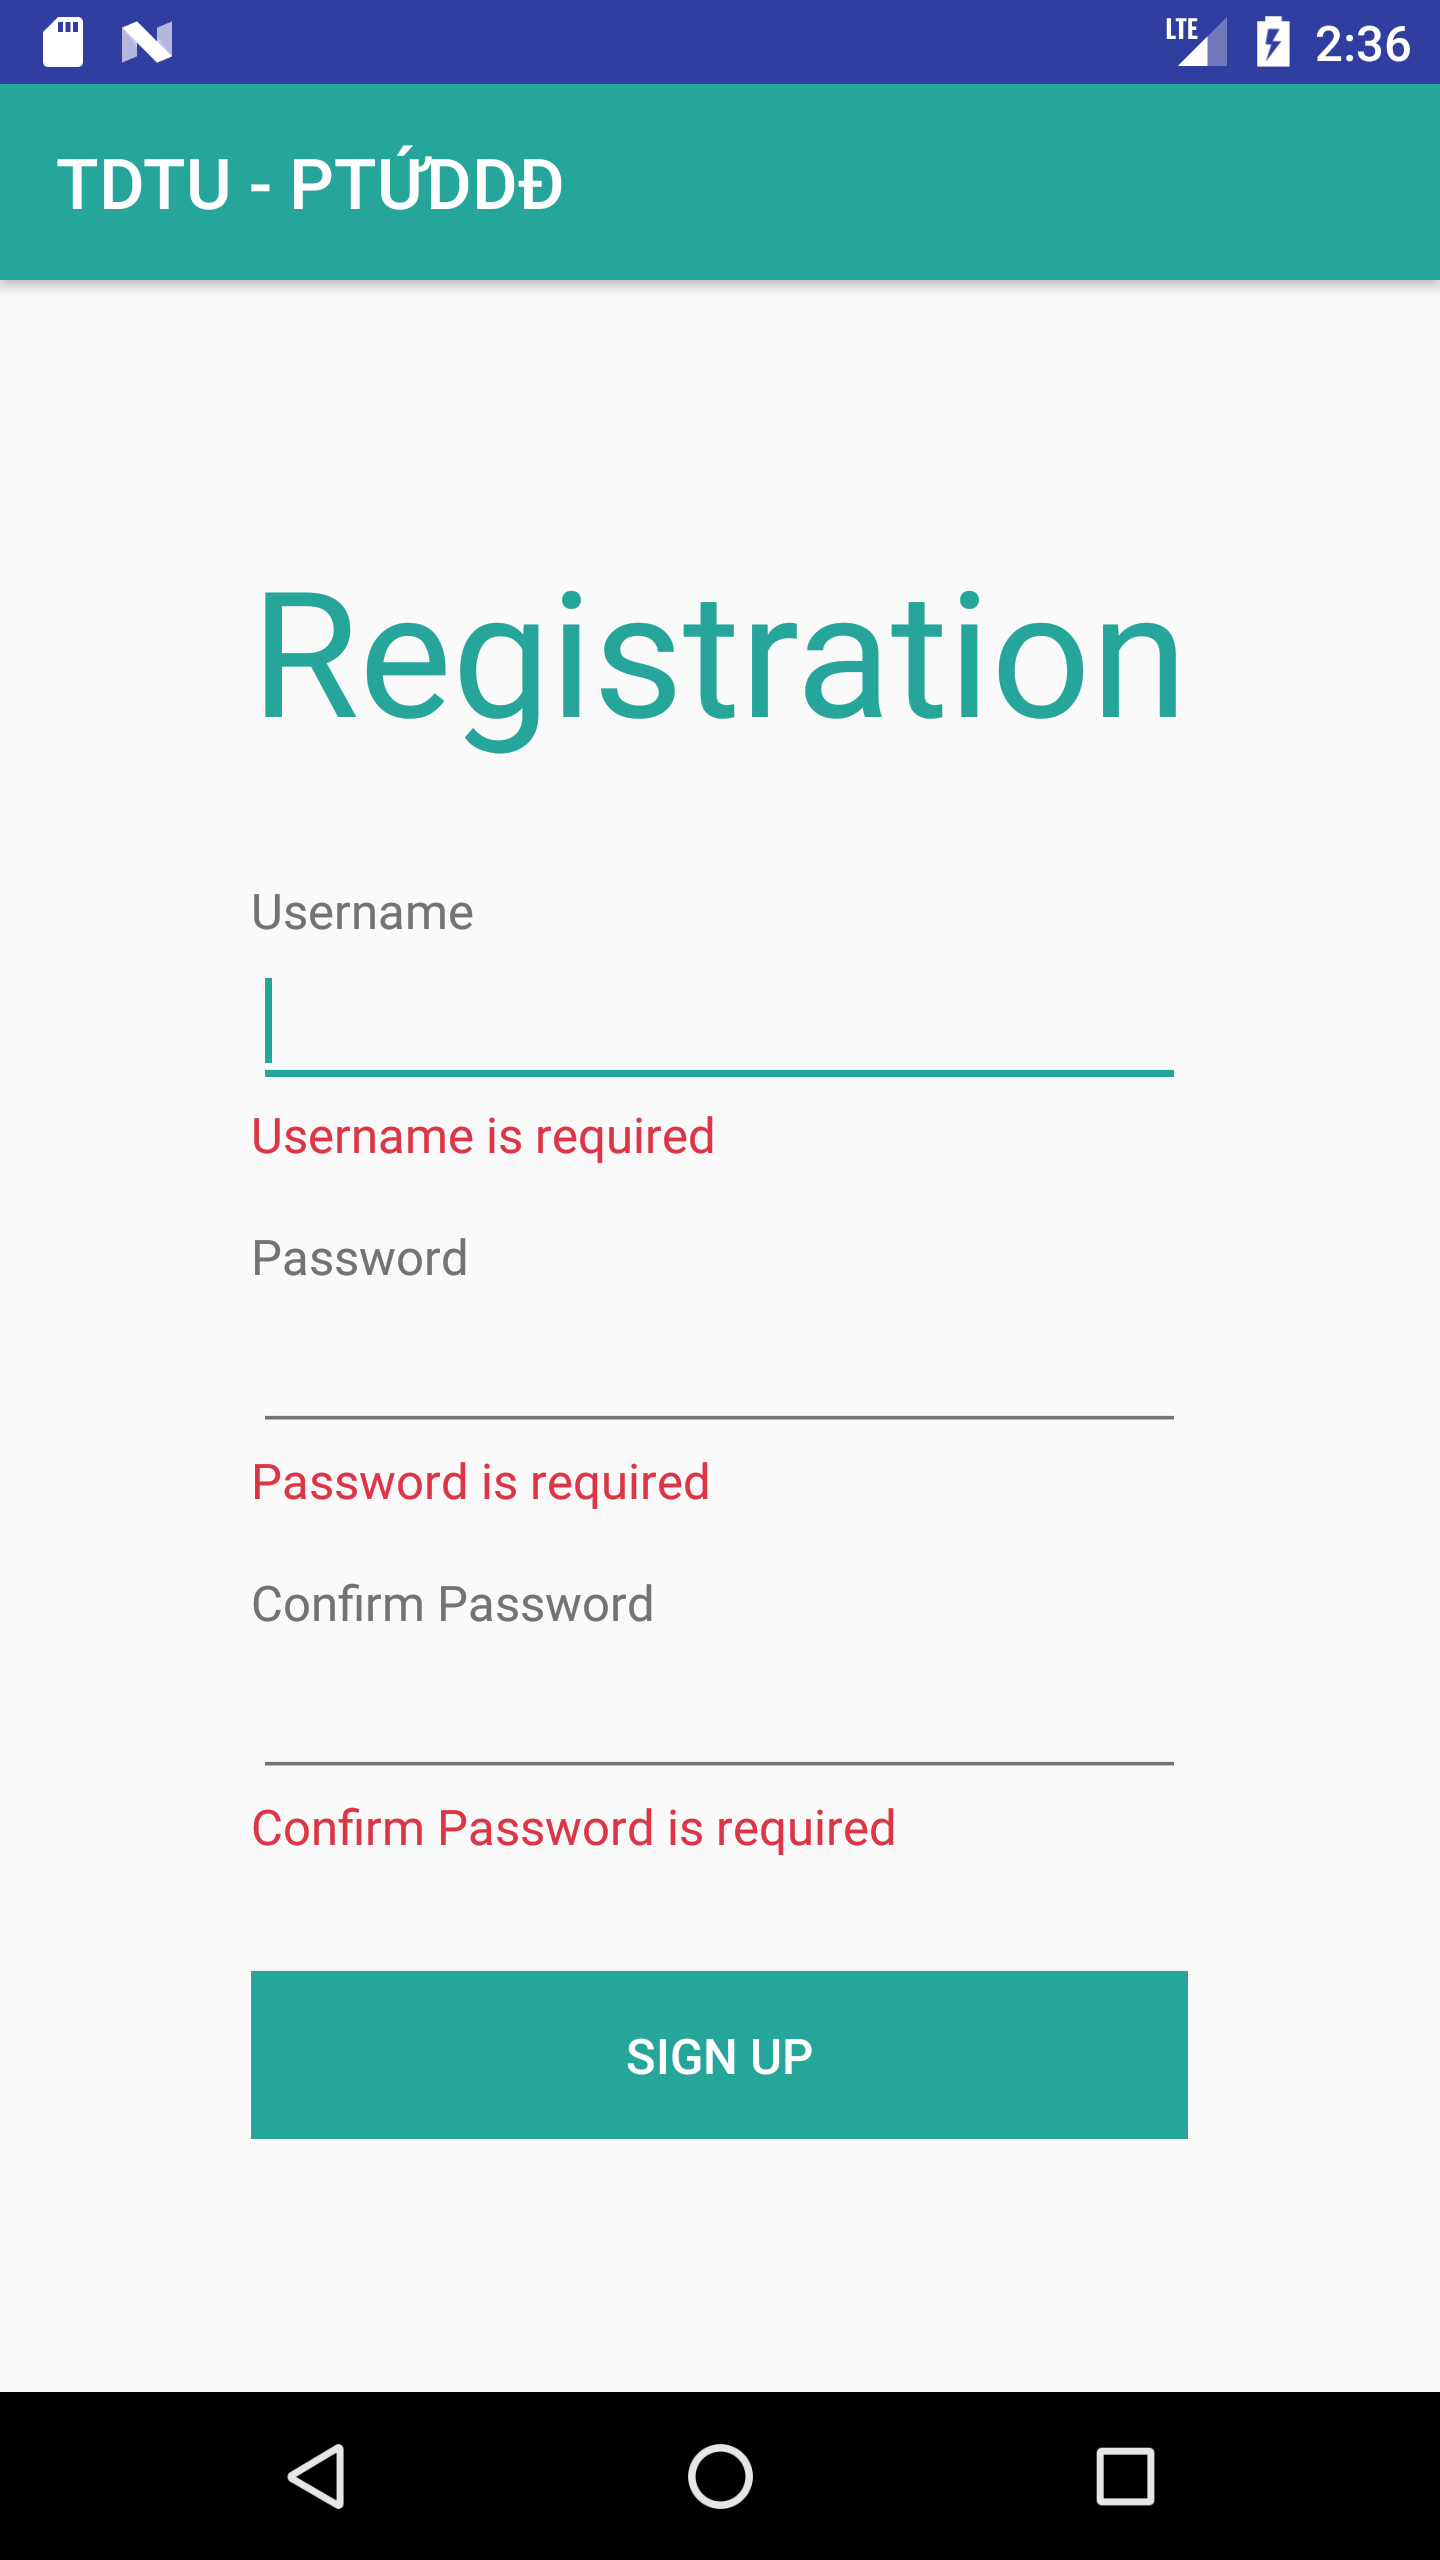 LTE 2:36
TDTU - PTỨDDĐ
Registration
Username
Username is required
Password
Password is required
Confirm Password
Confirm Password is required
SIGN UP